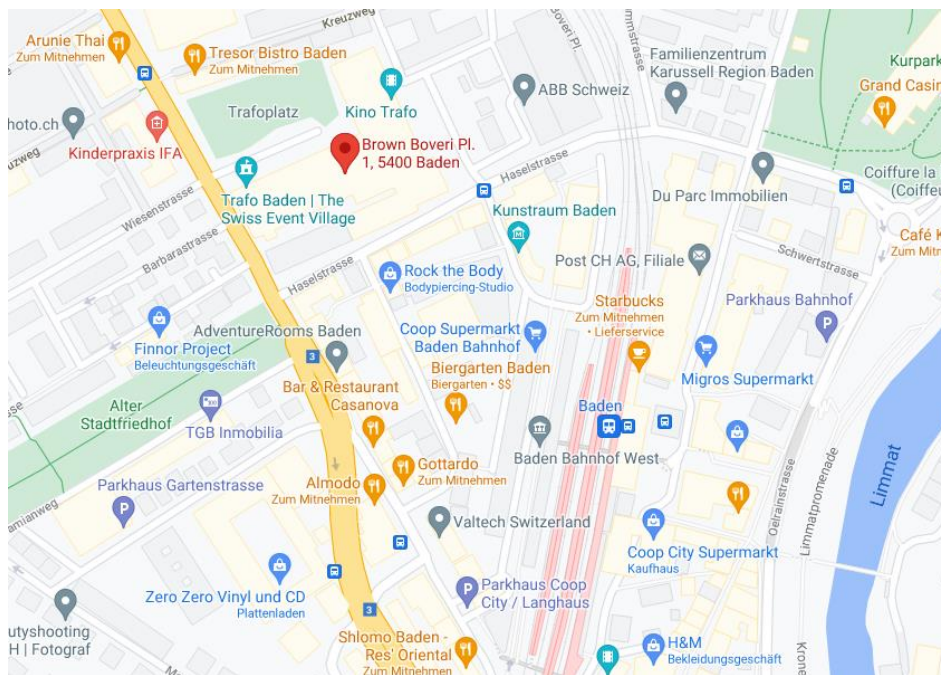 Arunie Thai
Zum Mitnehmen
Tresor Bistro Baden
Zum Mitnehmen
Kreuzweg
Boveri Pl.
Limmatstrasse
Familienzentrum
Karussell Region Baden
Kurpark
Grand Casin
ABB Schweiz
Kino Trafo
Trafoplatz
hoto.ch
Kreuzweg
Kinderpraxis IFA
Brown Boveri Pl.
1, 5400 Baden
Haselstrasse
Du Parc Immobilien
Coiffure la
(Coiffeu
Wiesenstrasse
Trafo Baden | The
Swiss Event Village
Kunstraum Baden
Café K
Zum Mitn
Barbarastrasse
Haselstrasse
Rock the Body
Bodypiercing-Studio
Post CH AG, Filiale
Schwertstrasse
Starbucks
Zum Mitnehmen
• Lieferservice
Parkhaus Bahnhof
P
AdventureRooms Baden
Coop Supermarkt
Baden Bahnhof
Finnor Project
Beleuchtungsgeschäft
3
Biergarten Baden
Biergarten • $$
Migros Supermarkt
Bar & Restaurant
Casanova
Alter
Stadtfriedhof
TGB Inmobilia
Baden
Baden Bahnhof West
Limmat
Gottardo
Zum Mitnehmen
Parkhaus Gartenstrasse
P
Almodo
Zum Mitnehmen
amianweg
Valtech Switzerland
Oelrainstrasse
Limmatpromenade
Coop City Supermarkt
Kaufhaus
Zero Zero Vinyl und CD
Plattenladen
3
P
Parkhaus Coop
City / Langhaus
utyshooting
H | Fotograf
Shlomo Baden -
Res' Oriental
Zum Mitnehmen
H&M
Bekleidungsgeschäft
Krone